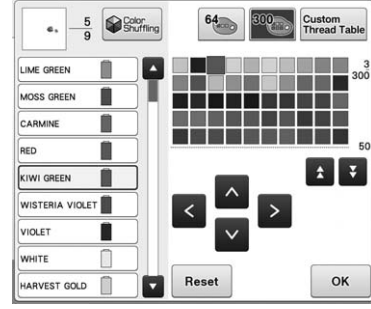 5
9
Color
Shuffling
64
300
Custom
Thread Table
LIME GREEN
MOSS GREEN
CARMINE
RED
KIWI GREEN
WISTERIA VIOLET
VIOLET
WHITE
HARVEST GOLD
3
300
50
Reset
OK